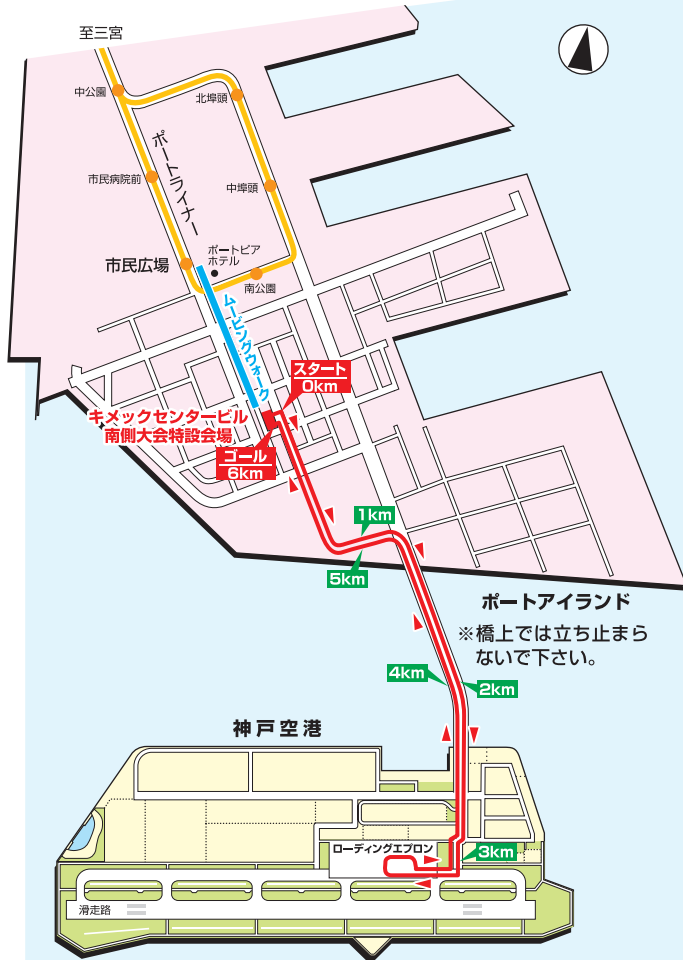 至三宮
中公園
北埠頭
ポートライナー
市民病院前
中埠頭
ポートピア
ホテル
市民広場
南公園
ムービングウォーク
スタート
0km
キメックセンタービル
南側大会特設会場
ゴール
6km
1km
5km
ポートアイランド
※橋上では立ち止まら
ないで下さい。
4km
2km
神戸空港
ローディングエプロン
3km
滑走路